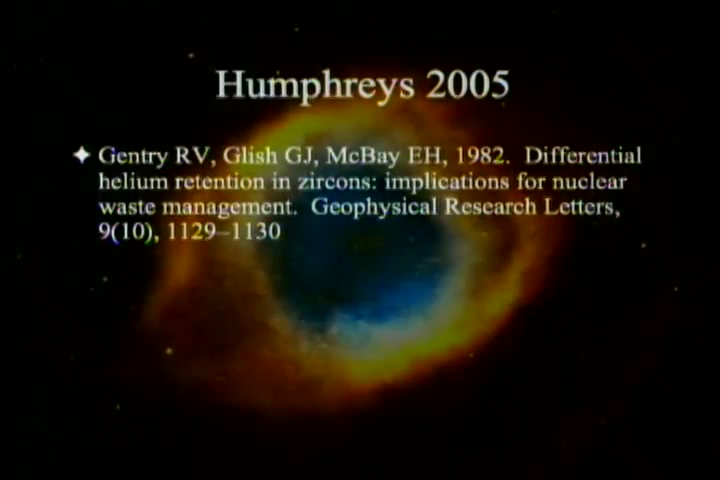 Humphreys 2005
Gentry RV, Glish GJ, McBay EH, 1982. Differential
helium retention in zircons: implications for nuclear
waste management. Geophysical Research Letters,
9(10), 1129–1130